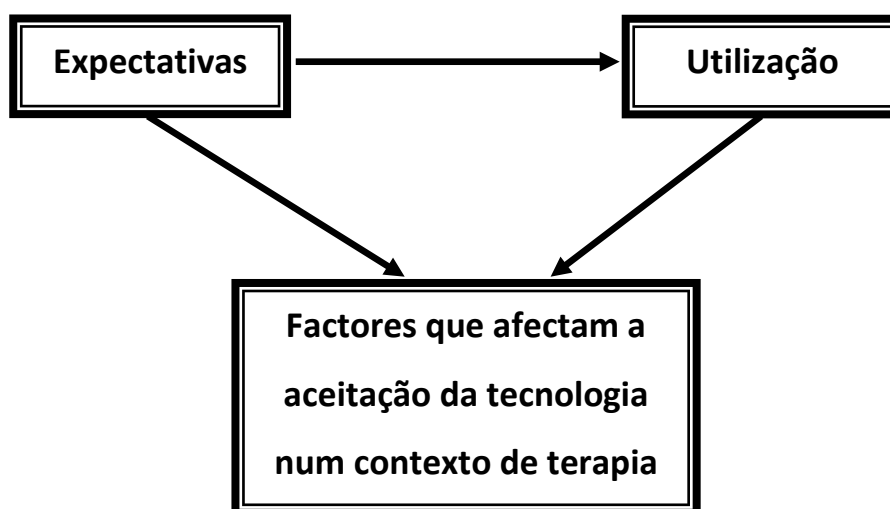 Expectativas
Utilização
Factores que afectam a
aceitação da tecnologia
num contexto de terapia